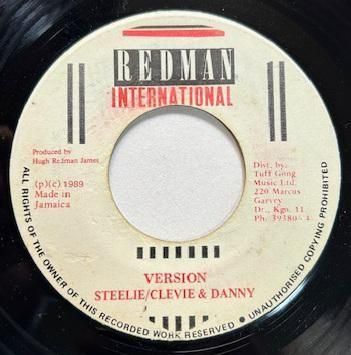 REDMAN
INTERNATIONAL
Produced by
Hugh Redman James
(p)(c) 1989
Made in
Jamaica
Dist. by:
Tuff Gong
Music Ltd.
220 Marcus
Garvey
Dr., Kgn. 11.
VERSION
STEELIE/CLEVIE & DANNY
ALL RIGHTS OF THE OWNER OF THIS RECORDED WORK RESERVED ● UNAUTHORISED COPYING PROHIBITED